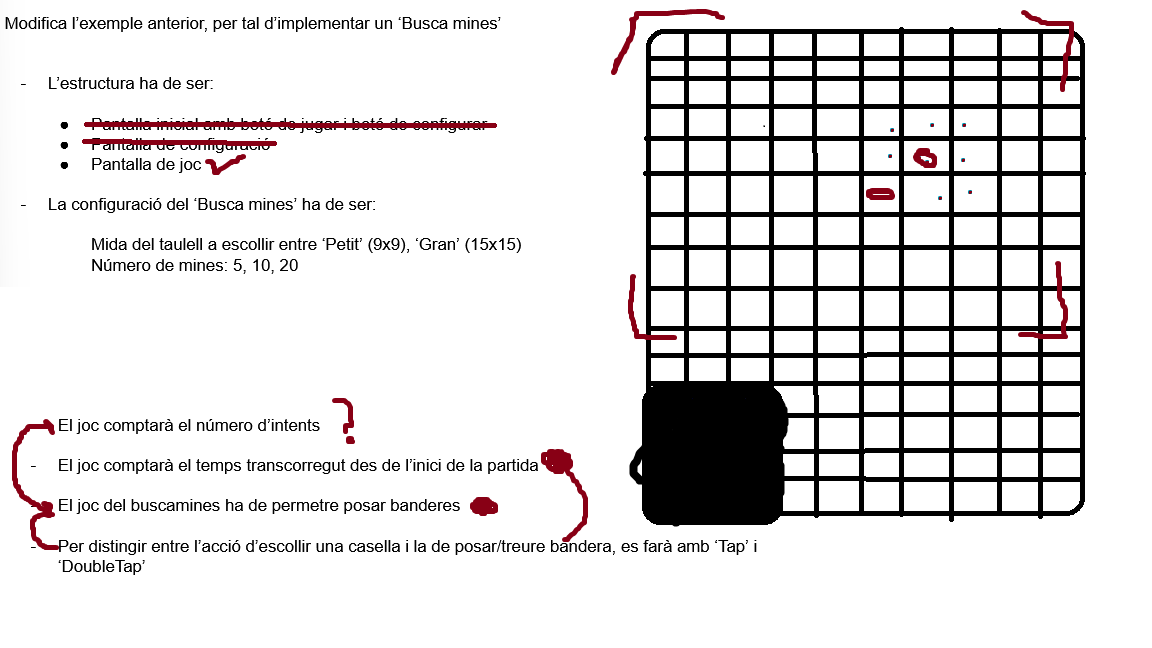 Modifica l'exemple anterior, per tal d'implementar un 'Busca mines'
- L'estructura ha de ser:
● Pantalla inicial amb botó de jugar i botó de configurar
● Pantalla de configuració
● Pantalla de joc
- La configuració del 'Busca mines' ha de ser:
Mida del taulell a escollir entre 'Petit' (9x9), 'Gran' (15x15)
Número de mines: 5, 10, 20
El joc comptarà el número d'intents ?
- El joc comptarà el temps transcorregut des de l'inici de la partida
El joc del buscamines ha de permetre posar banderes
- Per distingir entre l'acció d'escollir una casella i la de posar/treure bandera, es farà amb 'Tap' i
'DoubleTap'